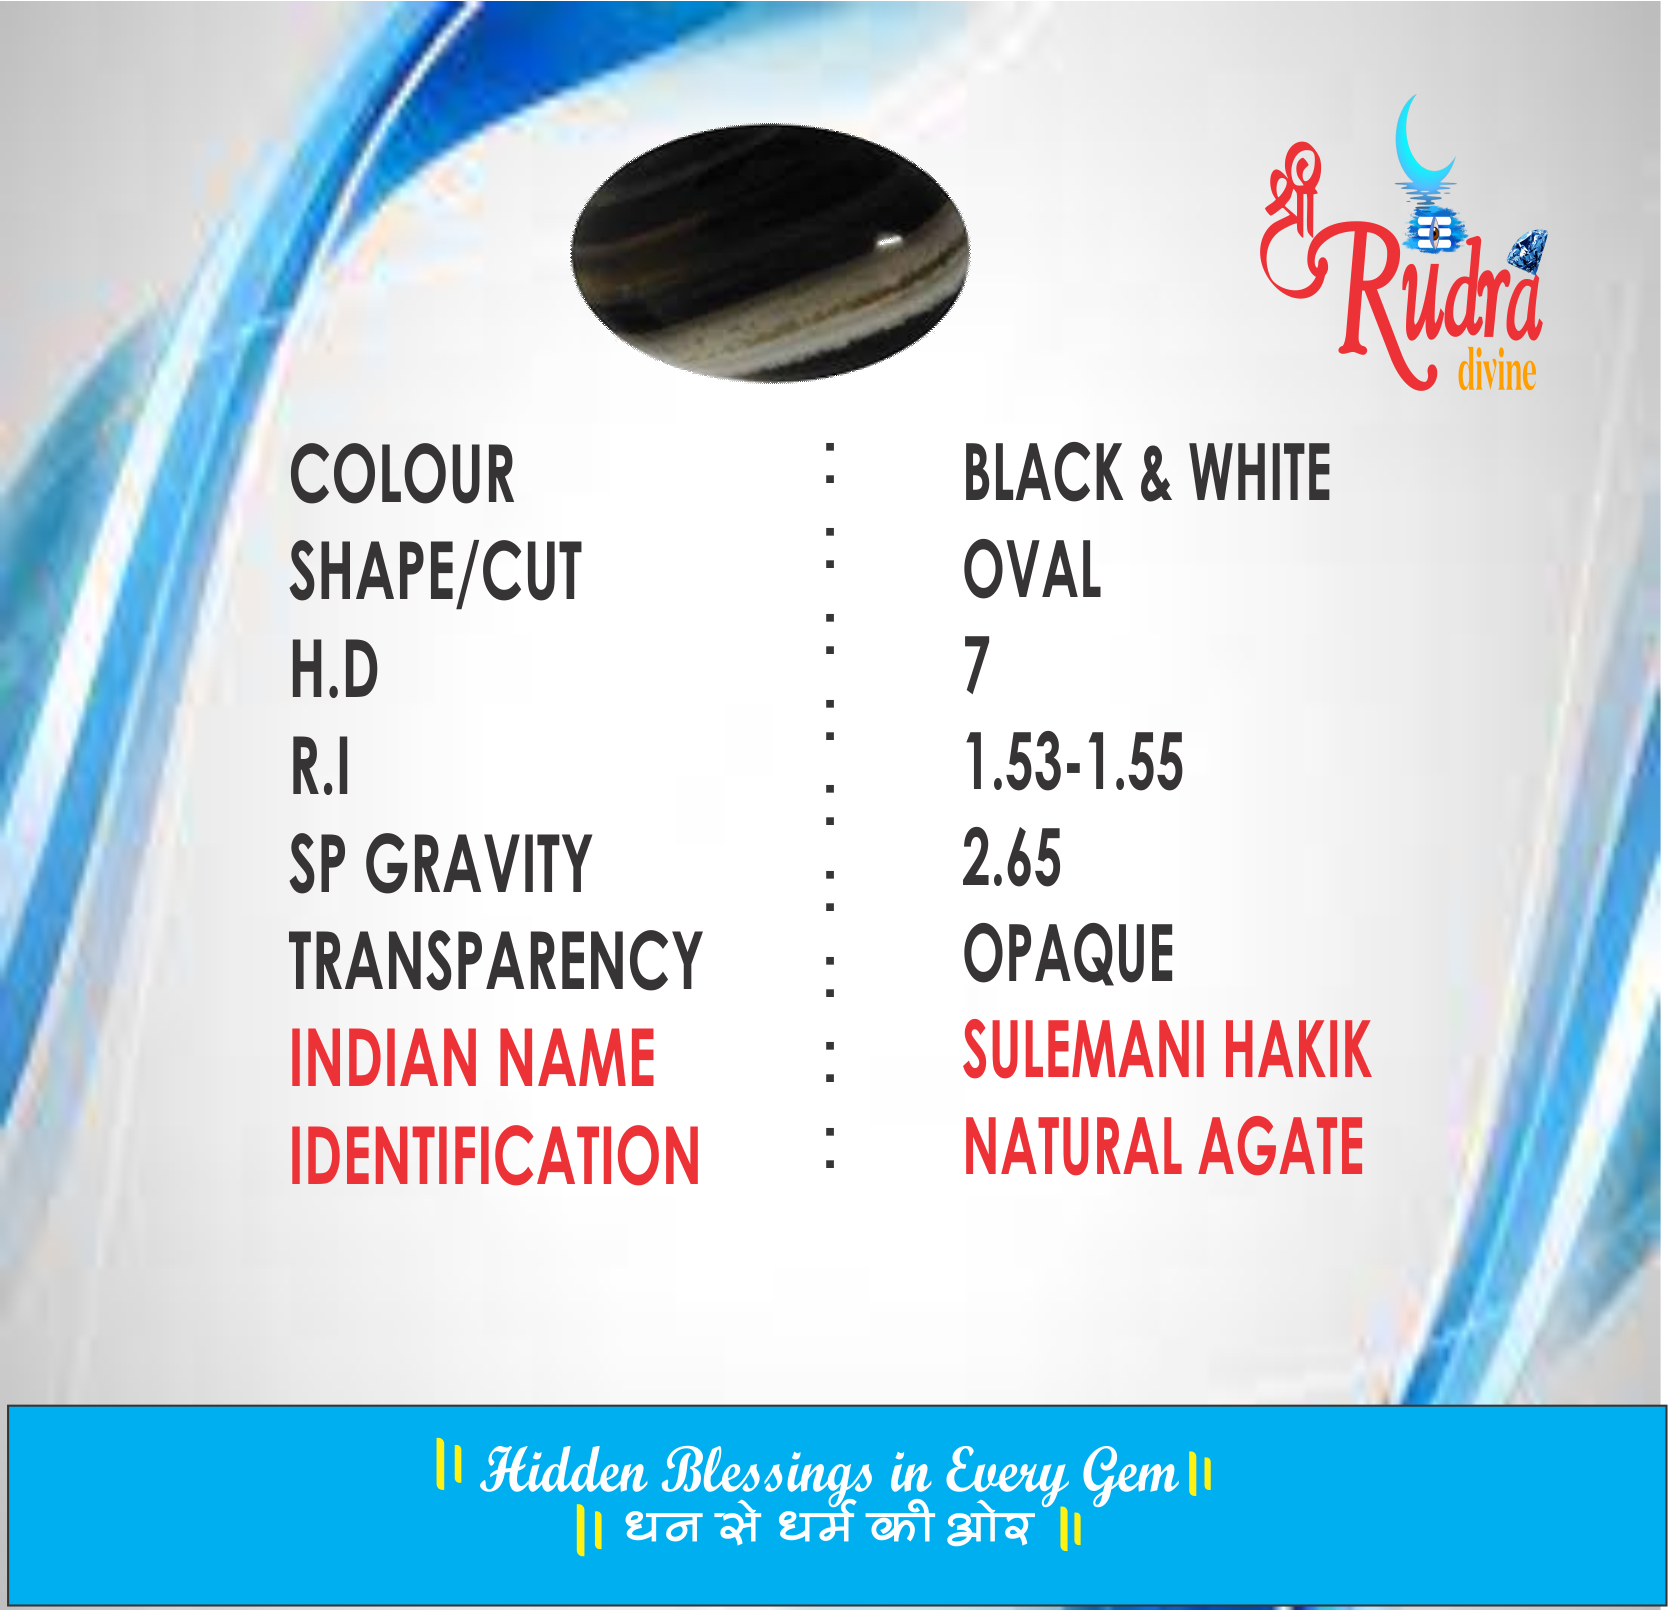 श्री Rudra
divine
COLOUR : BLACK & WHITE
SHAPE/CUT : OVAL
H.D : 7
R.I : 1.53-1.55
SP GRAVITY : 2.65
TRANSPARENCY : OPAQUE
INDIAN NAME : SULEMANI HAKIK
IDENTIFICATION : NATURAL AGATE
|| Hidden Blessings in Every Gem ||
|| धन से धर्म की ओर ||